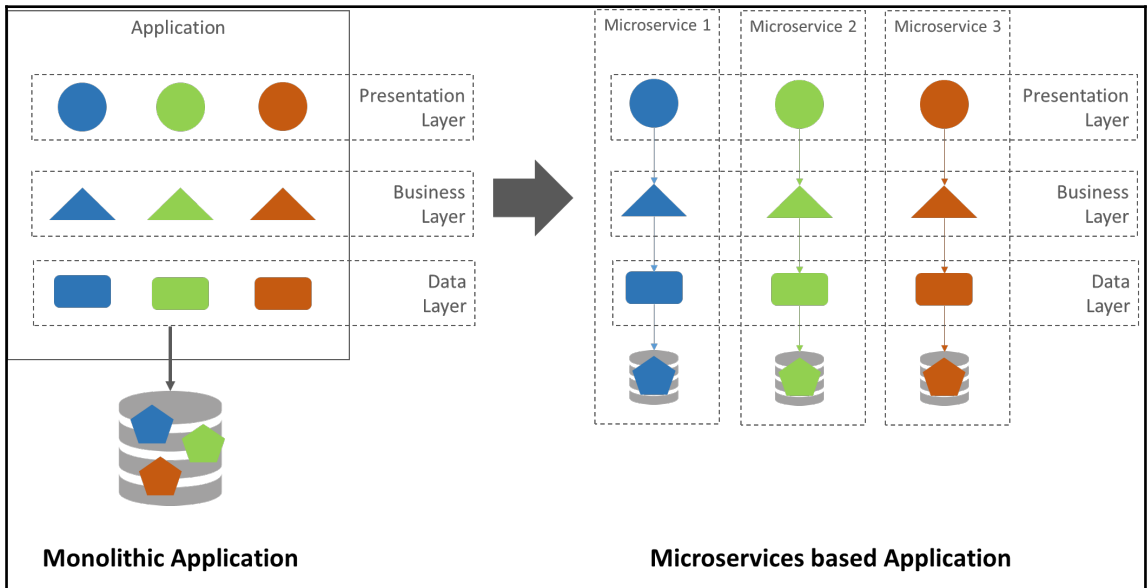 Application
Presentation
Layer
Business
Layer
Data
Layer
Monolithic Application
Microservice 1
Microservice 2
Microservice 3
Presentation
Layer
Business
Layer
Data
Layer
Microservices based Application